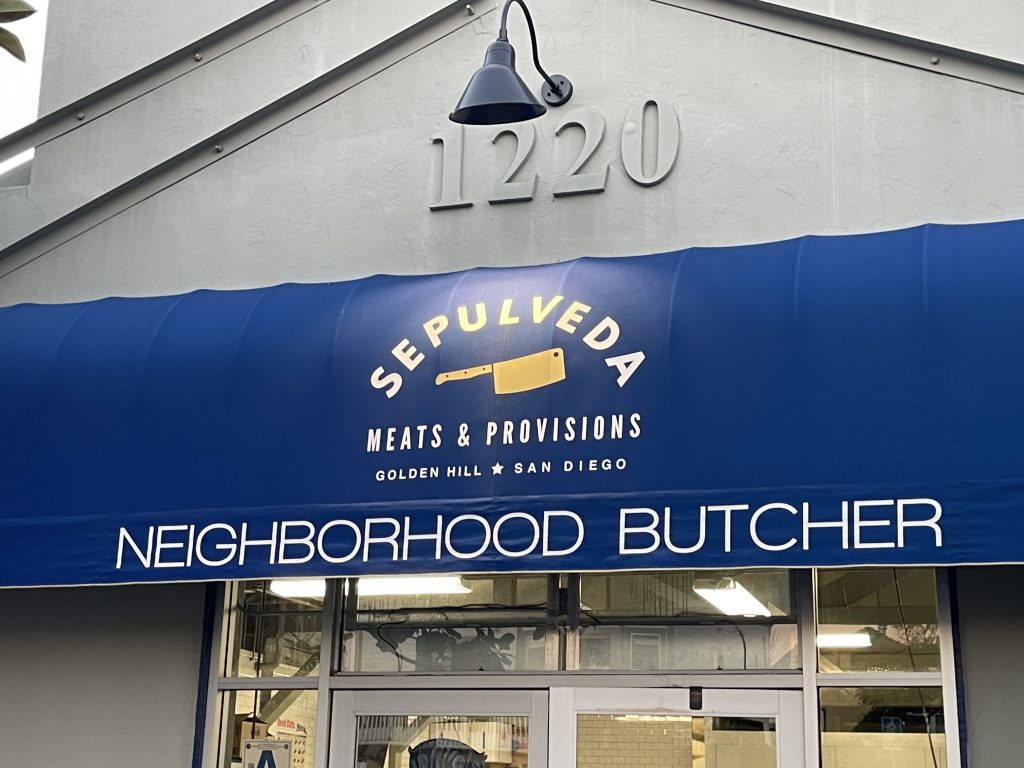 1220
SEPULVEDA
MEATS & PROVISIONS
GOLDEN HILL ★ SAN DIEGO
NEIGHBORHOOD BUTCHER
A